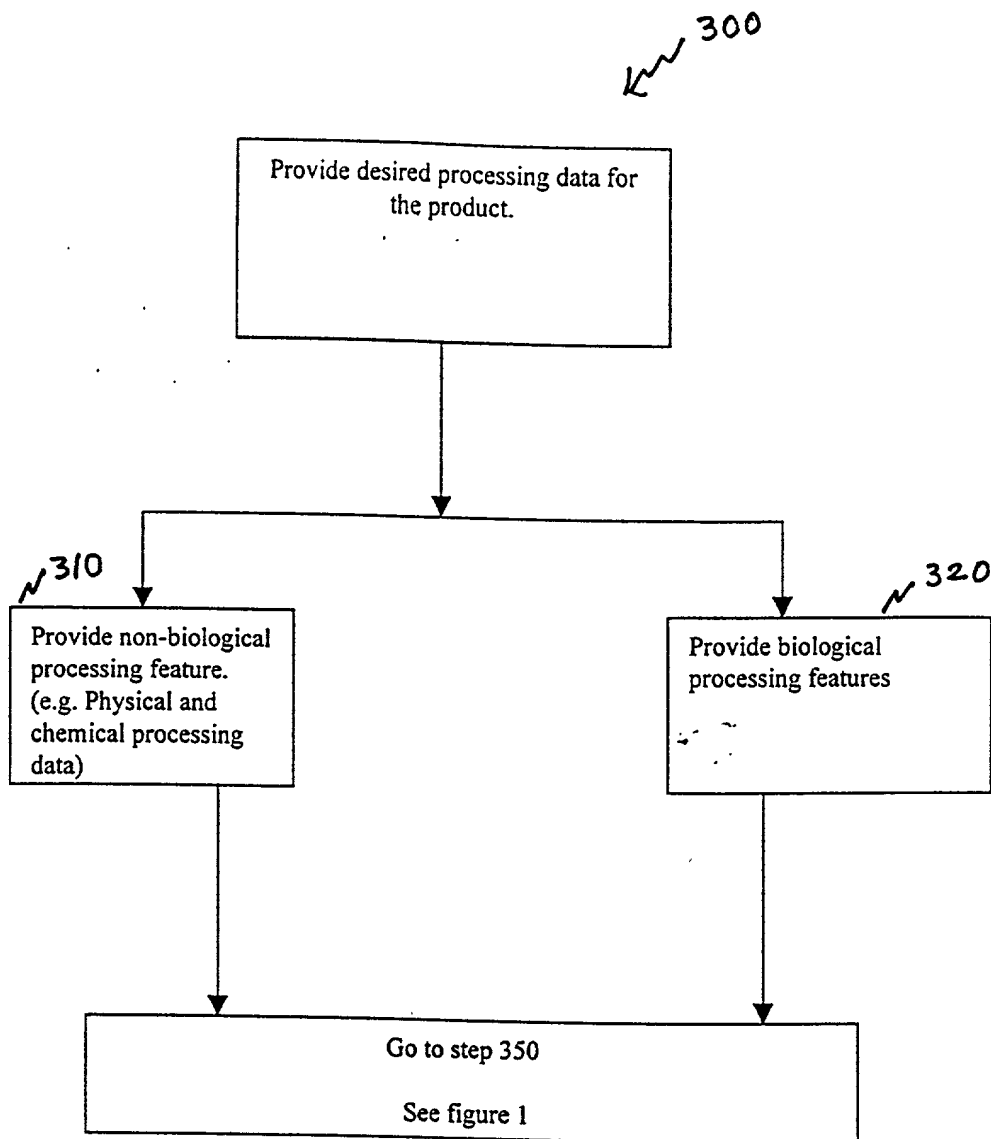 300
Provide desired processing data for
the product.
310
Provide non-biological
processing feature.
(e.g. Physical and
chemical processing
data)
320
Provide biological
processing features
Go to step 350
See figure 1